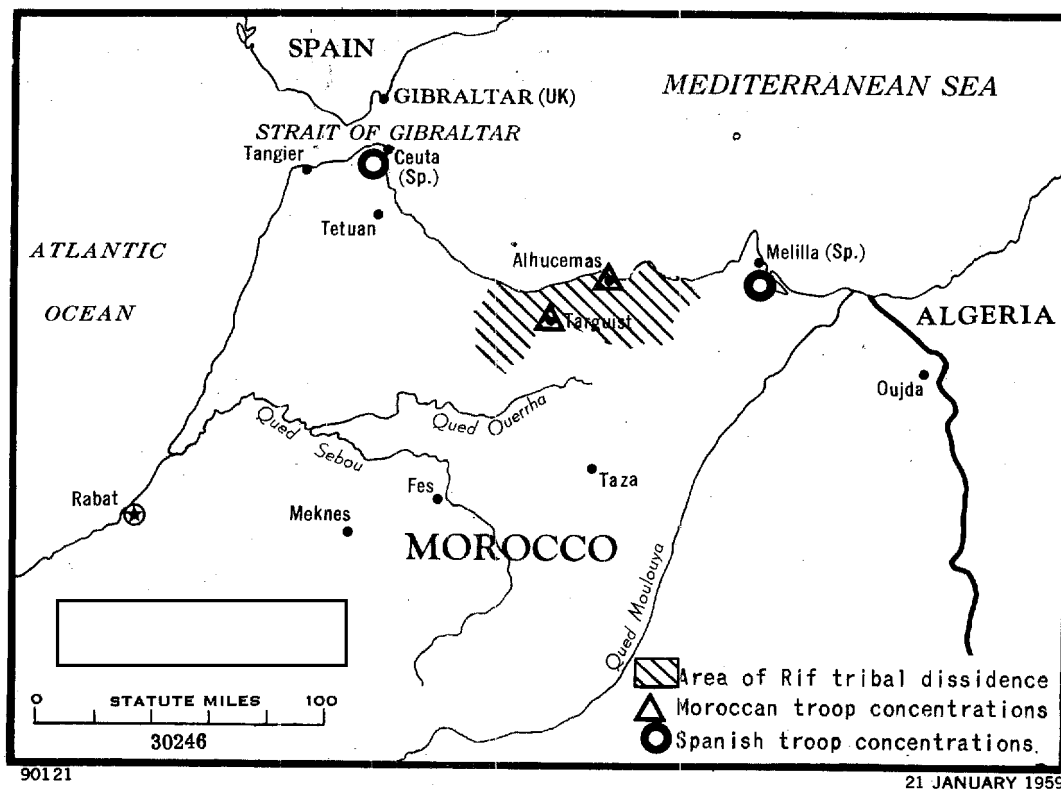 SPAIN
MEDITERRANEAN SEA
GIBRALTAR (UK)
STRAIT OF GIBRALTAR
Tangier
Ceuta
(Sp.)
Tetuan
ATLANTIC
OCEAN
Alhucemas
Melilla (Sp.)
Targuist
ALGERIA
Oujda
Oued Ouerrha
Oued Sebou
Taza
Fes
Rabat
Meknes
MOROCCO
Oued Moulouya
Area of Rif tribal dissidence
Moroccan troop concentrations
Spanish troop concentrations
0 STATUTE MILES 100
30246
90121
21 JANUARY 1959